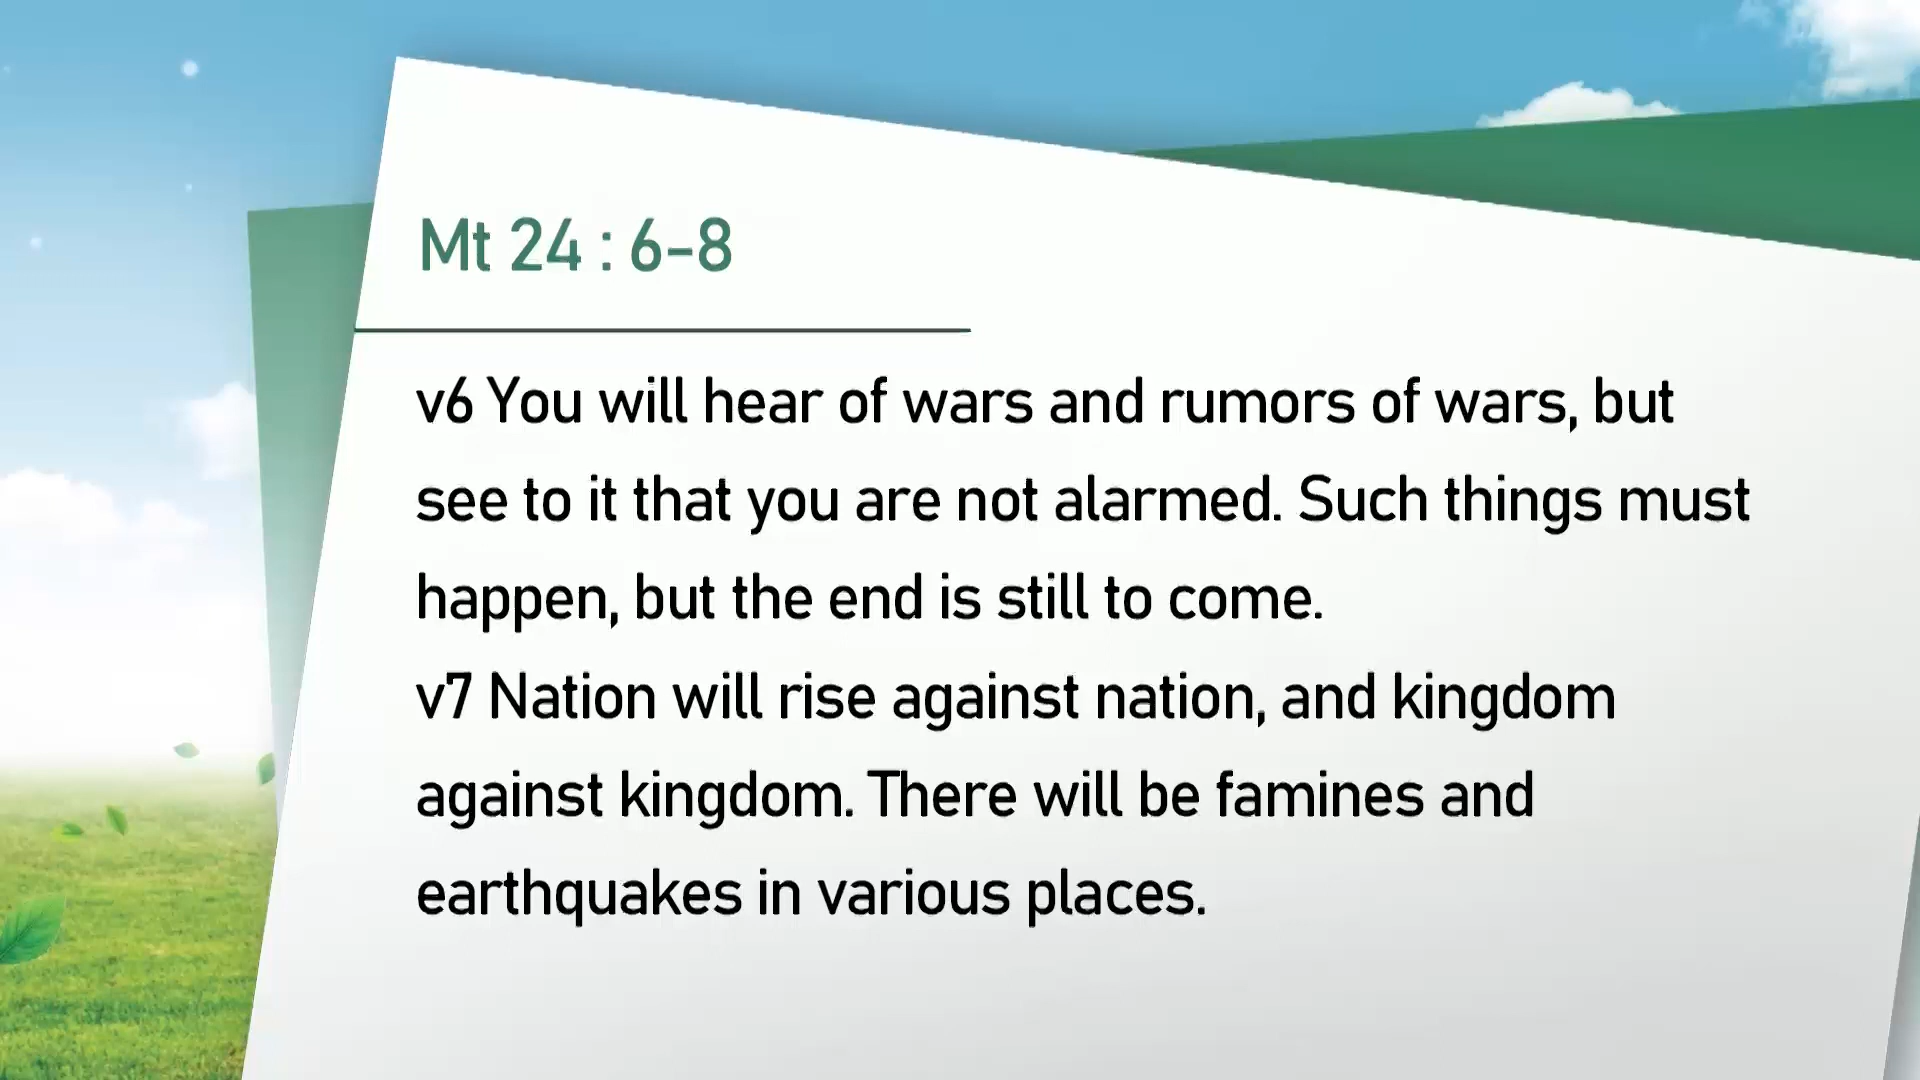 Mt 24 : 6-8
v6 You will hear of wars and rumors of wars, but
see to it that you are not alarmed. Such things must
happen, but the end is still to come.
v7 Nation will rise against nation, and kingdom
against kingdom. There will be famines and
earthquakes in various places.